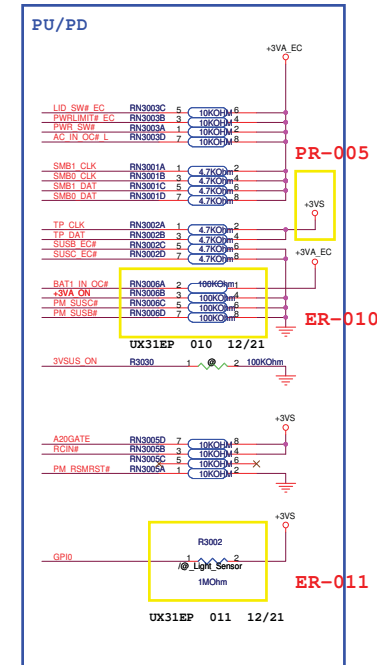 PU/PD
+3VA_EC
LID_SW#_EC RN3003C 5 10KOHM 6
PWRLIMIT#_EC RN3003B 3 10KOHM 4
PWR_SW# RN3003A 1 10KOHM 2
AC_IN_OC#_L RN3003D 7 10KOHM 8
PR-005
SMB1_CLK RN3001A 1 4.7KOhm 2
SMB0_CLK RN3001B 3 4.7KOhm 4
SMB1_DAT RN3001C 5 4.7KOhm 6
SMB0_DAT RN3001D 7 4.7KOhm 8
+3VS
TP_CLK RN3002A 1 4.7KOhm 2
TP_DAT RN3002B 3 4.7KOhm 4
SUSB_EC# RN3002C 5 4.7KOhm 6
SUSC_EC# RN3002D 7 4.7KOhm 8
+3VA_EC
BAT1_IN_OC# RN3006A 2 100KOhm 1
+3VA_ON RN3006B 3 100KOhm 4
PM_SUSC# RN3006C 5 100KOhm 6
PM_SUSB# RN3006D 7 100KOhm 8
ER-010
UX31EP 010 12/21
3VSUS_ON R3030 1 @ 2 100KOhm
+3VS
A20GATE RN3005D 7 10KOHM 8
RCIN# RN3005B 3 10KOHM 4
RN3005C 5 10KOHM 6
PM_RSMRST# RN3005A 1 10KOHM 2
+3VS
R3002
GPI0 1 2
/@_Light_Sensor
1MOhm
ER-011
UX31EP 011 12/21